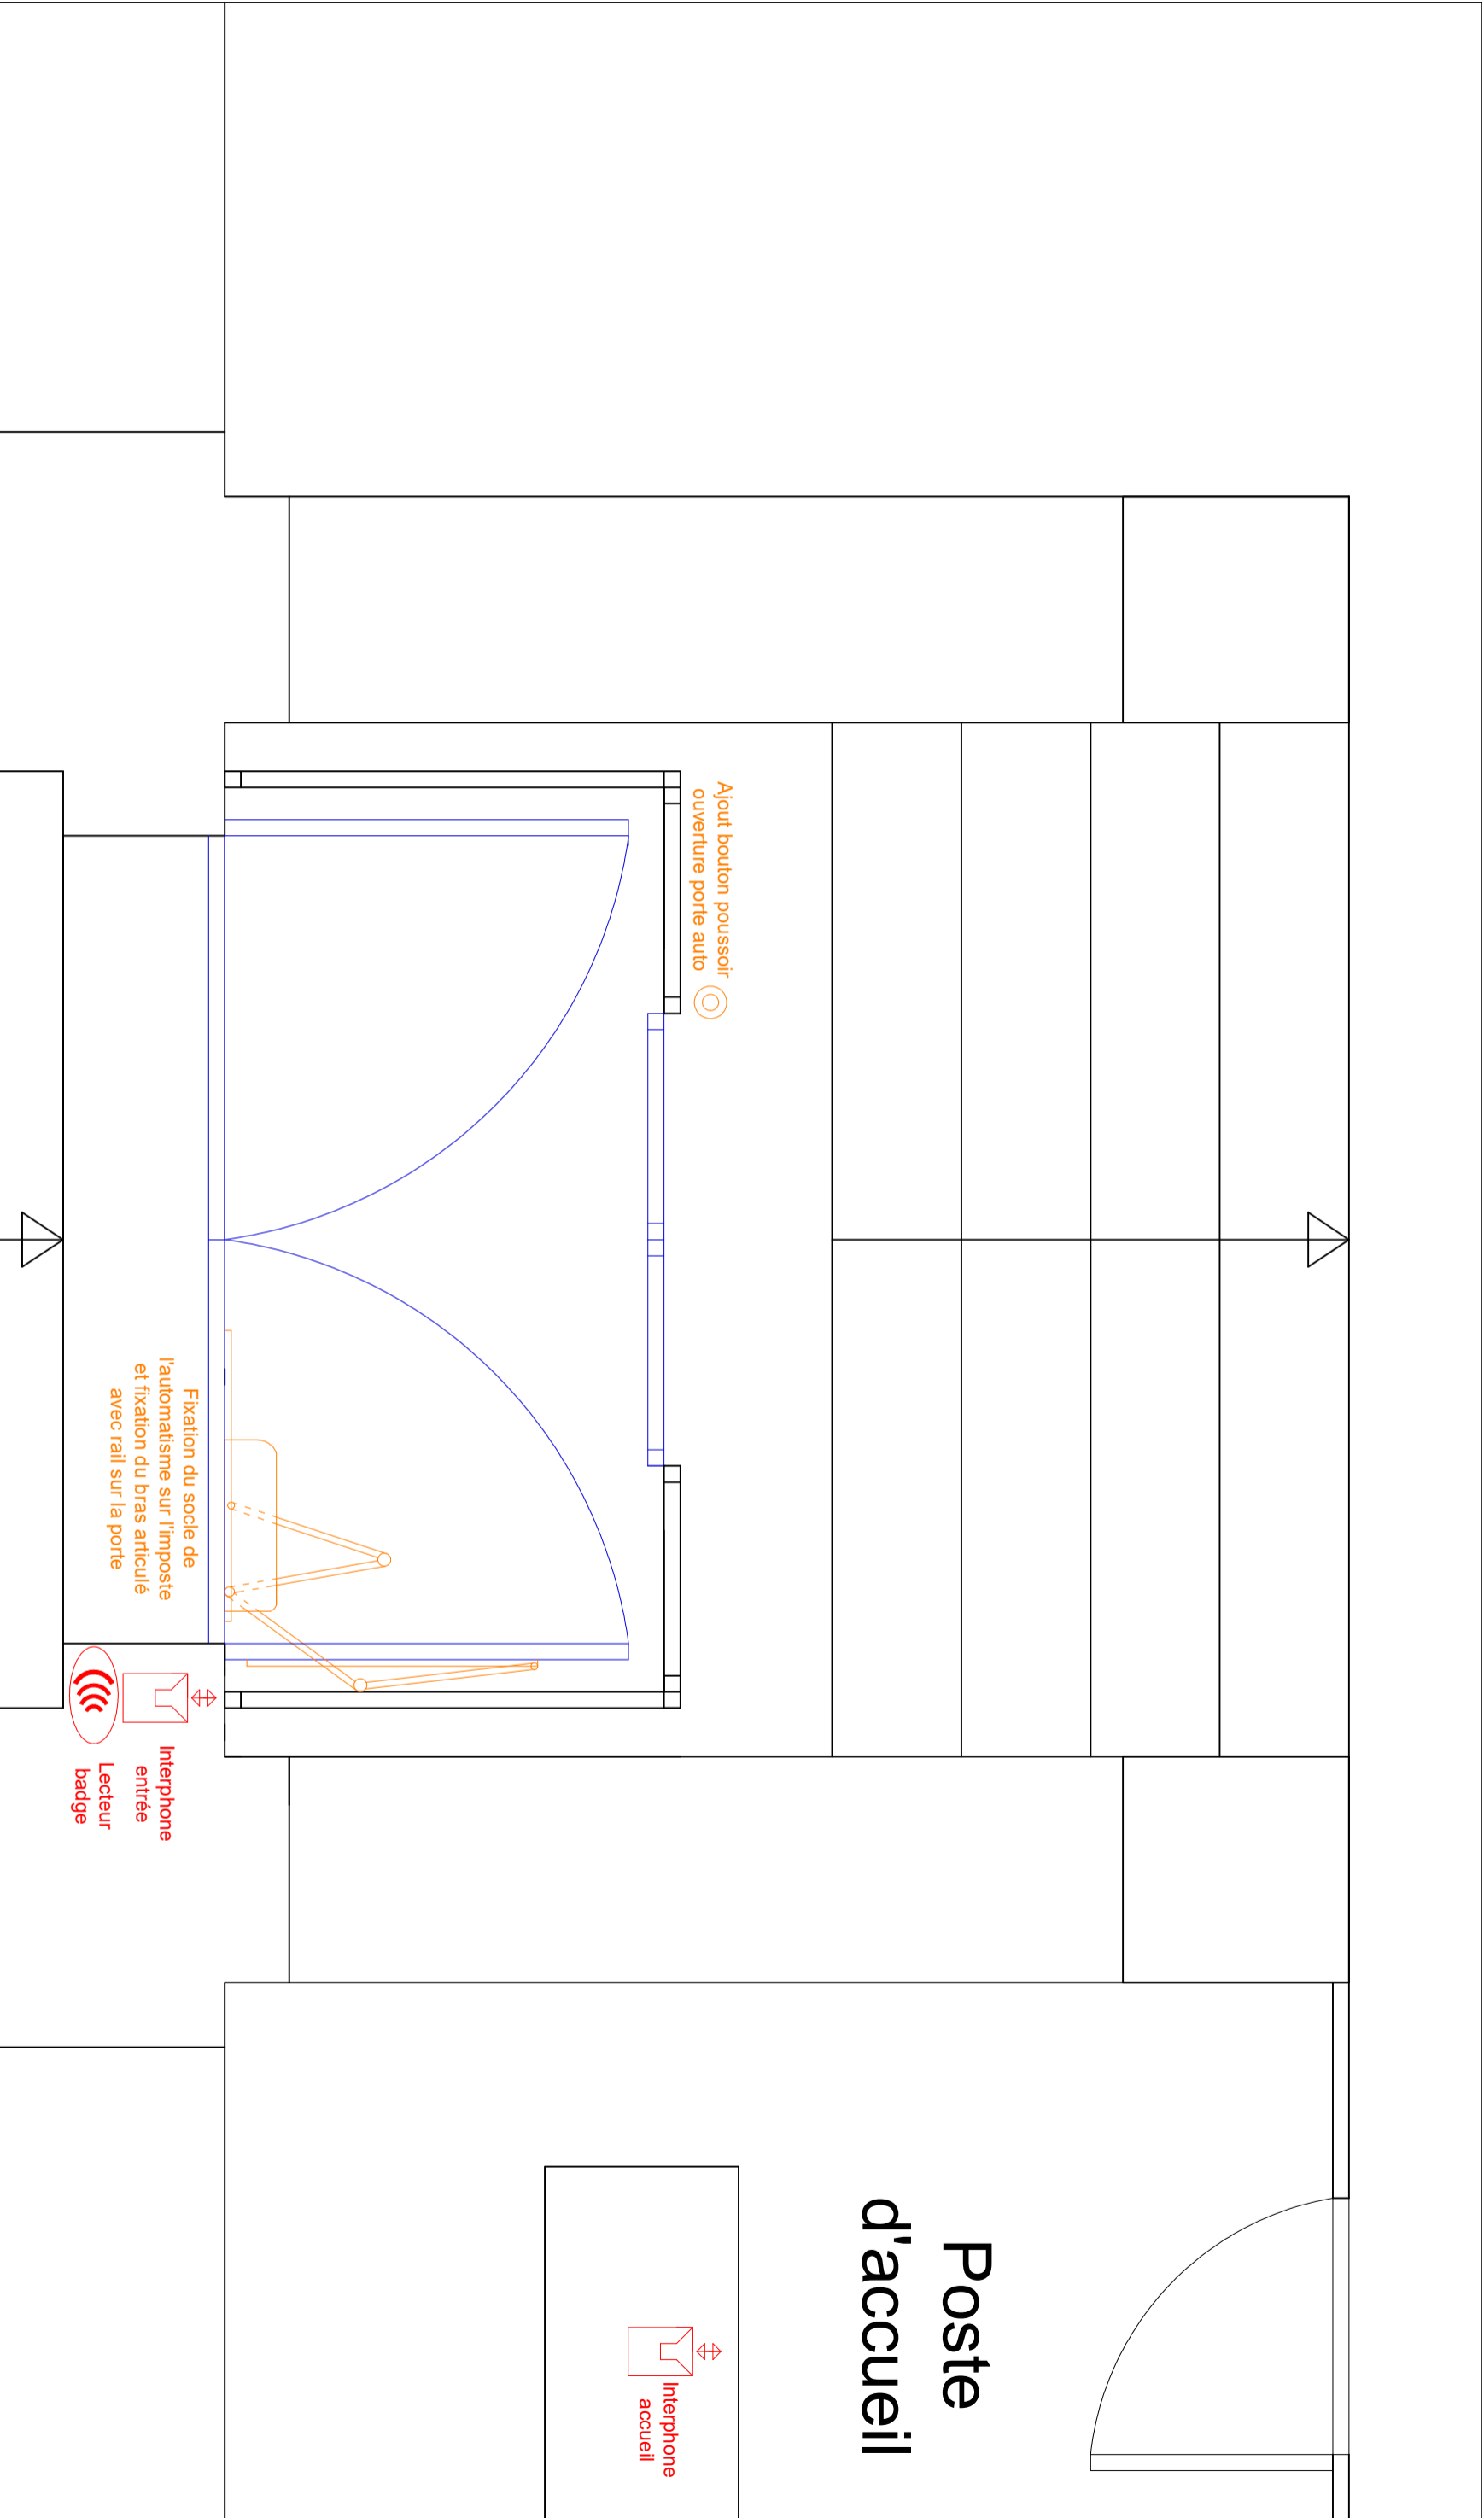 Ajout bouton poussoir
ouverture porte auto
Fixation du socle de
l'automatisme sur l'imposte
et fixation du bras articulé
avec rail sur la porte
Interphone
entrée
Lecteur
badge
Poste
d'accueil
Interphone
accueil